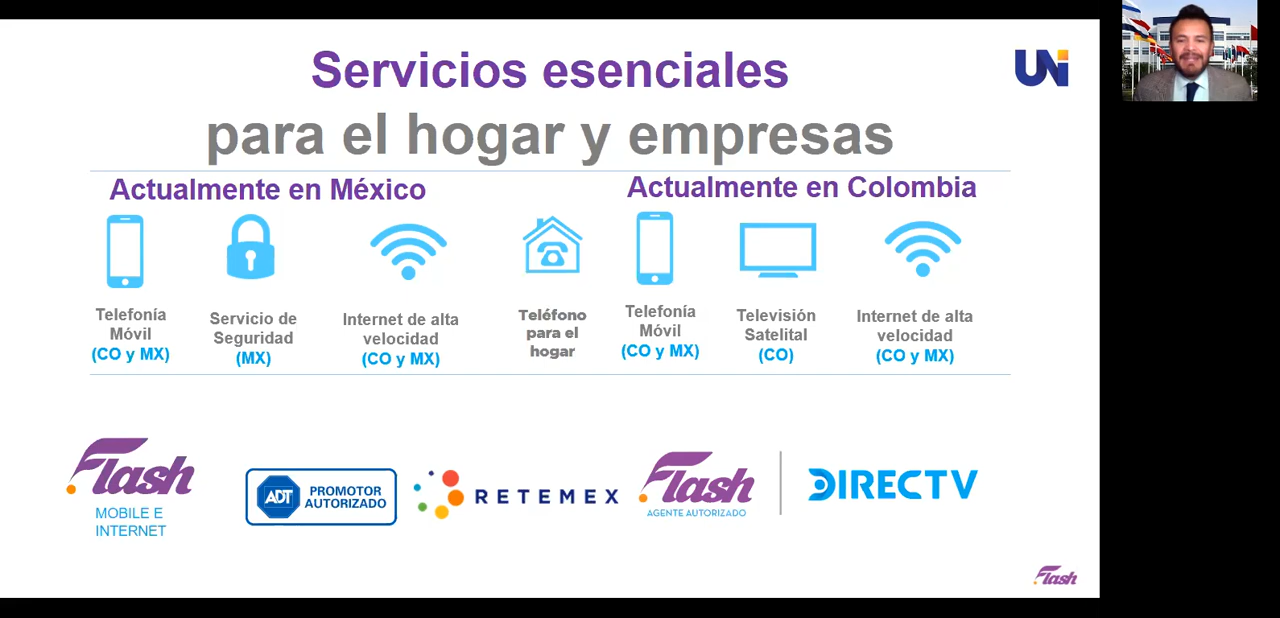 Servicios esenciales
UNi
para el hogar y empresas
Actualmente en México
Actualmente en Colombia
Telefonía
Móvil
(CO y MX)
Servicio de
Seguridad
(MX)
Internet de alta
velocidad
(CO y MX)
Teléfono
para el
hogar
Telefonía
Móvil
(CO y MX)
Televisión
Satelital
(CO)
Internet de alta
velocidad
(CO y MX)
Flash
MOBILE E
INTERNET
ADT
PROMOTOR
AUTORIZADO
RETEMEX
Flash
AGENTE AUTORIZADO
DIRECTV
Flash